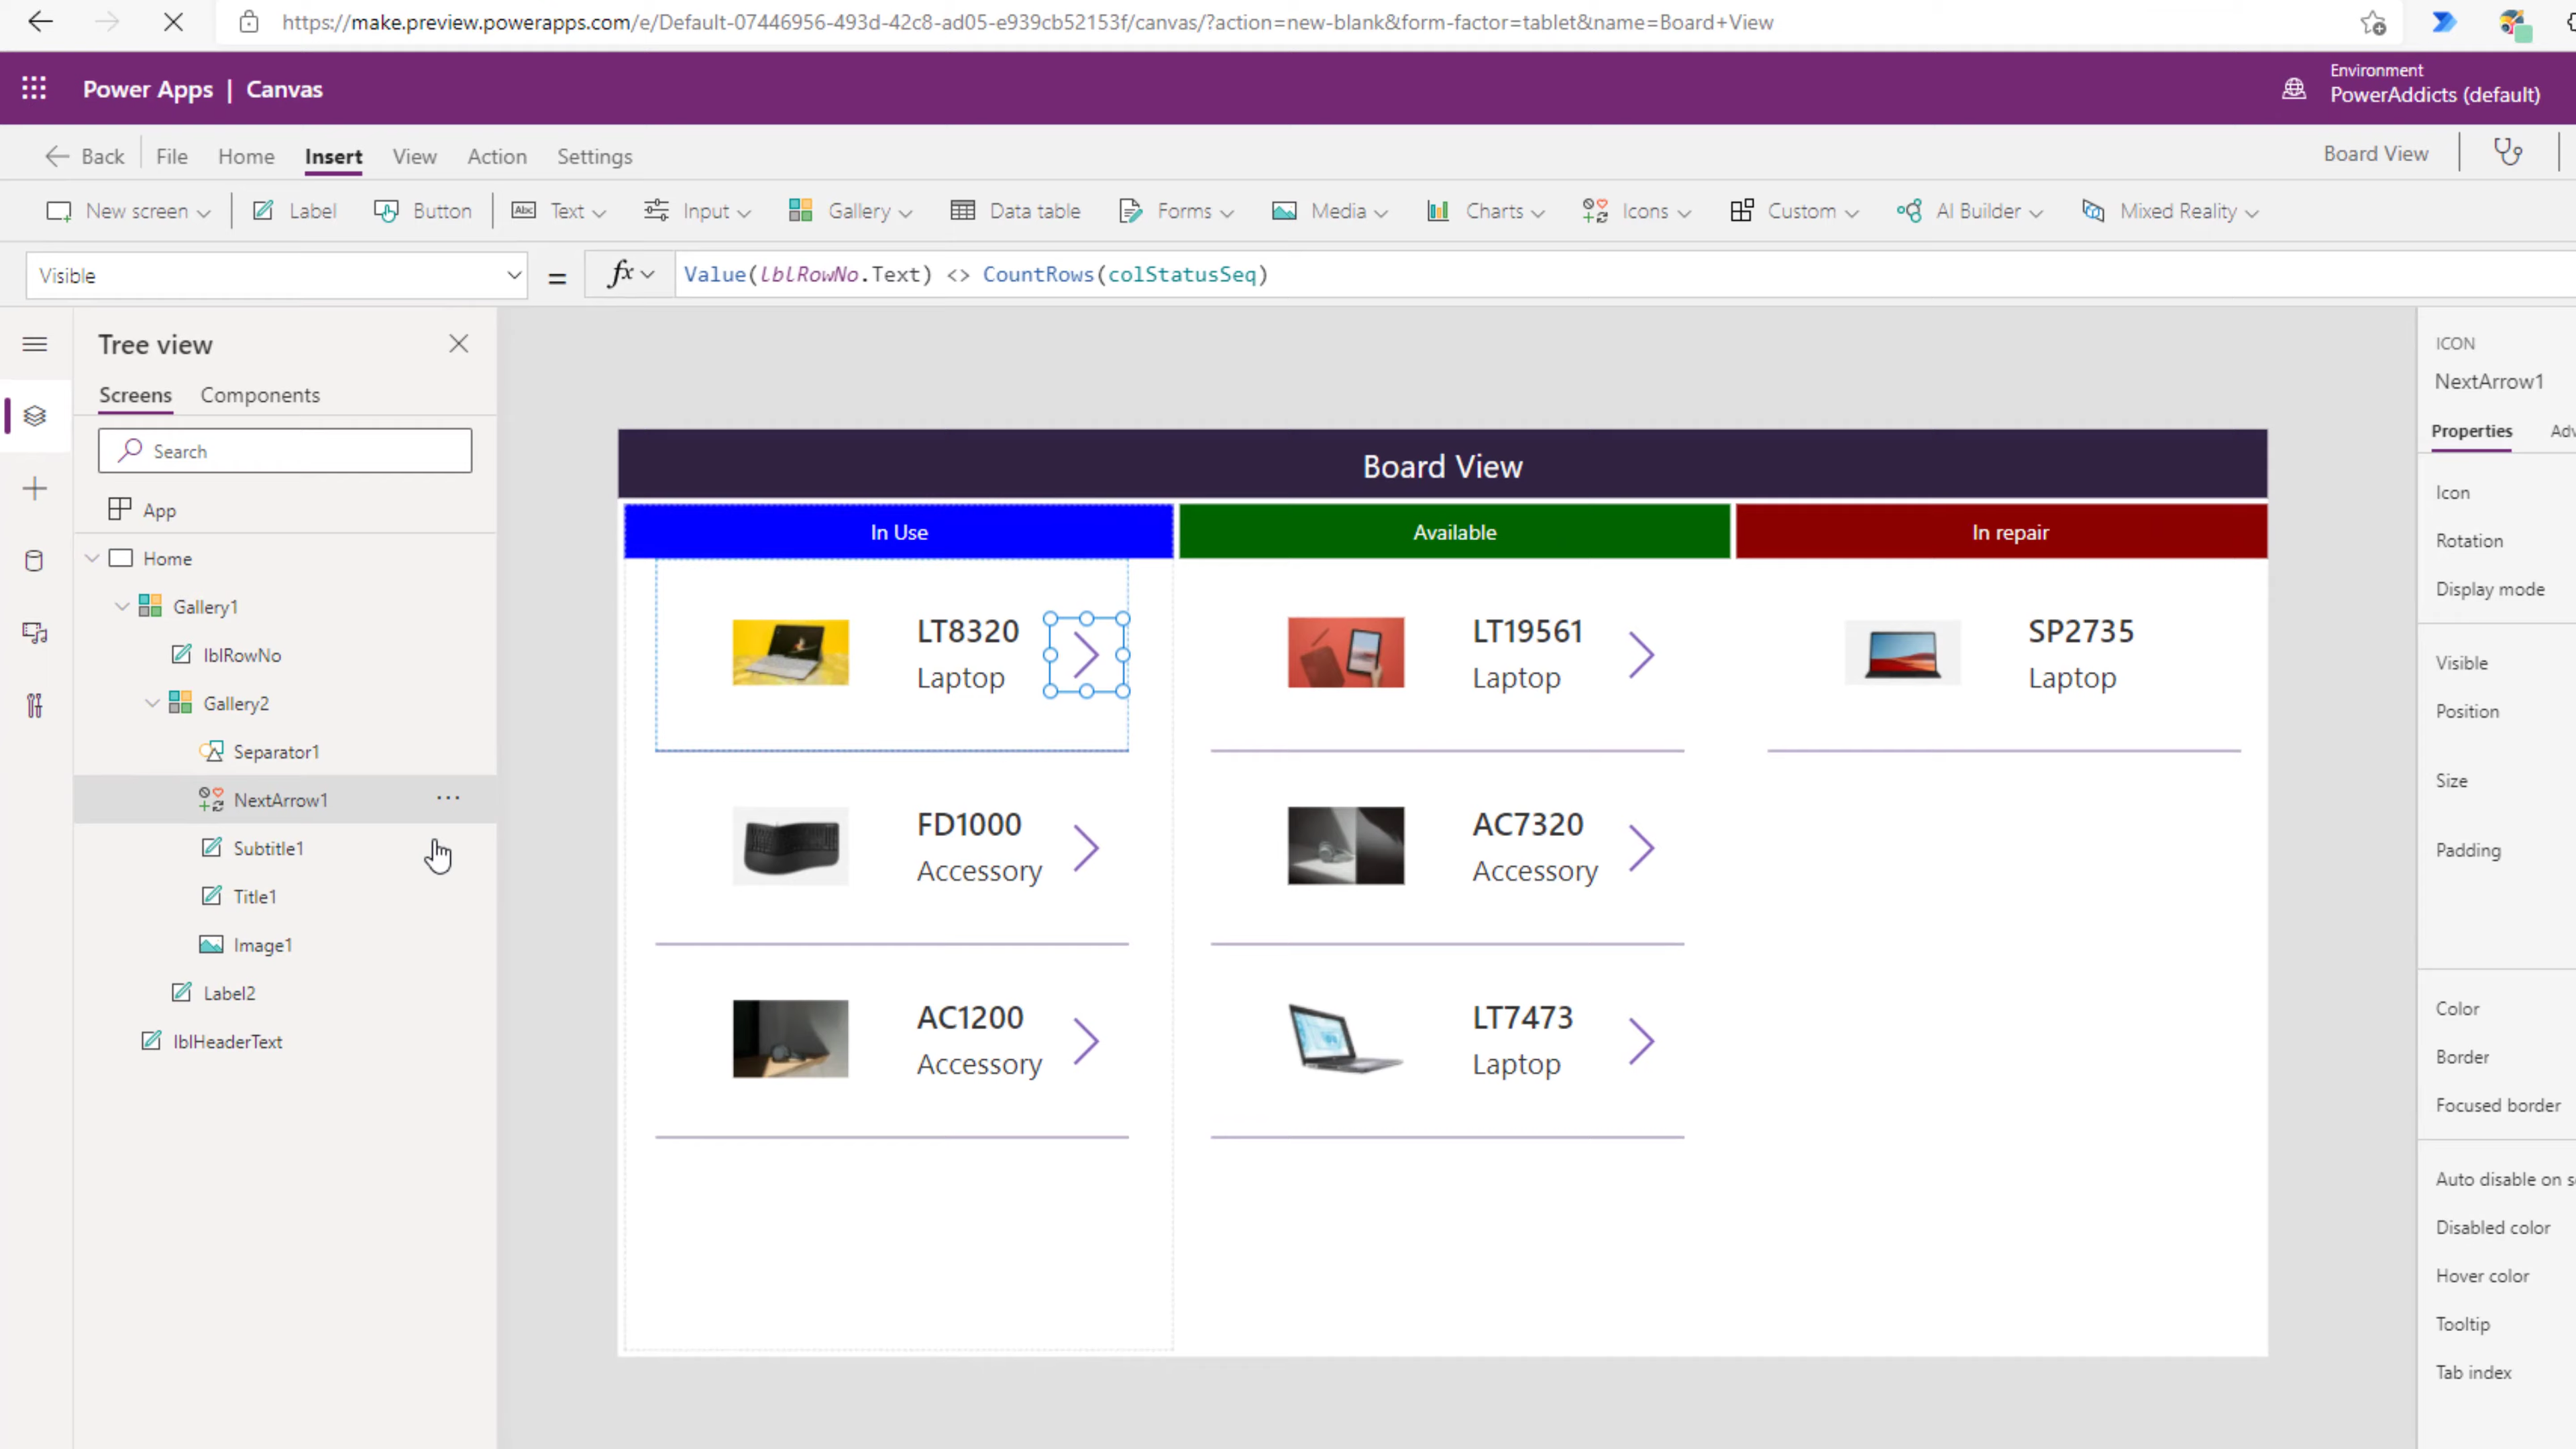 https://make.preview.powerapps.com/e/Default-07446956-493d-42c8-ad05-e939cb52153f/canvas/?action=new-blank&form-factor=tablet&name=Board+View
Power Apps | Canvas
Environment
PowerAddicts (default)
Back File Home Insert View Action Settings
Board View
New screen Label Button Abc Text Input Gallery Data table Forms Media Charts Icons Custom AI Builder Mixed Reality
Visible = fx Value(lblRowNo.Text) <> CountRows(colStatusSeq)
Tree view
Screens Components
Search
App
Home
Gallery1
lblRowNo
Gallery2
Separator1
NextArrow1 ...
Subtitle1
Title1
Image1
Label2
lblHeaderText
Board View
In Use Available In repair
LT8320
Laptop
LT19561
Laptop
SP2735
Laptop
FD1000
Accessory
AC7320
Accessory
AC1200
Accessory
LT7473
Laptop
ICON
NextArrow1
Properties Adv
Icon
Rotation
Display mode
Visible
Position
Size
Padding
Color
Border
Focused border
Auto disable on s
Disabled color
Hover color
Tooltip
Tab index